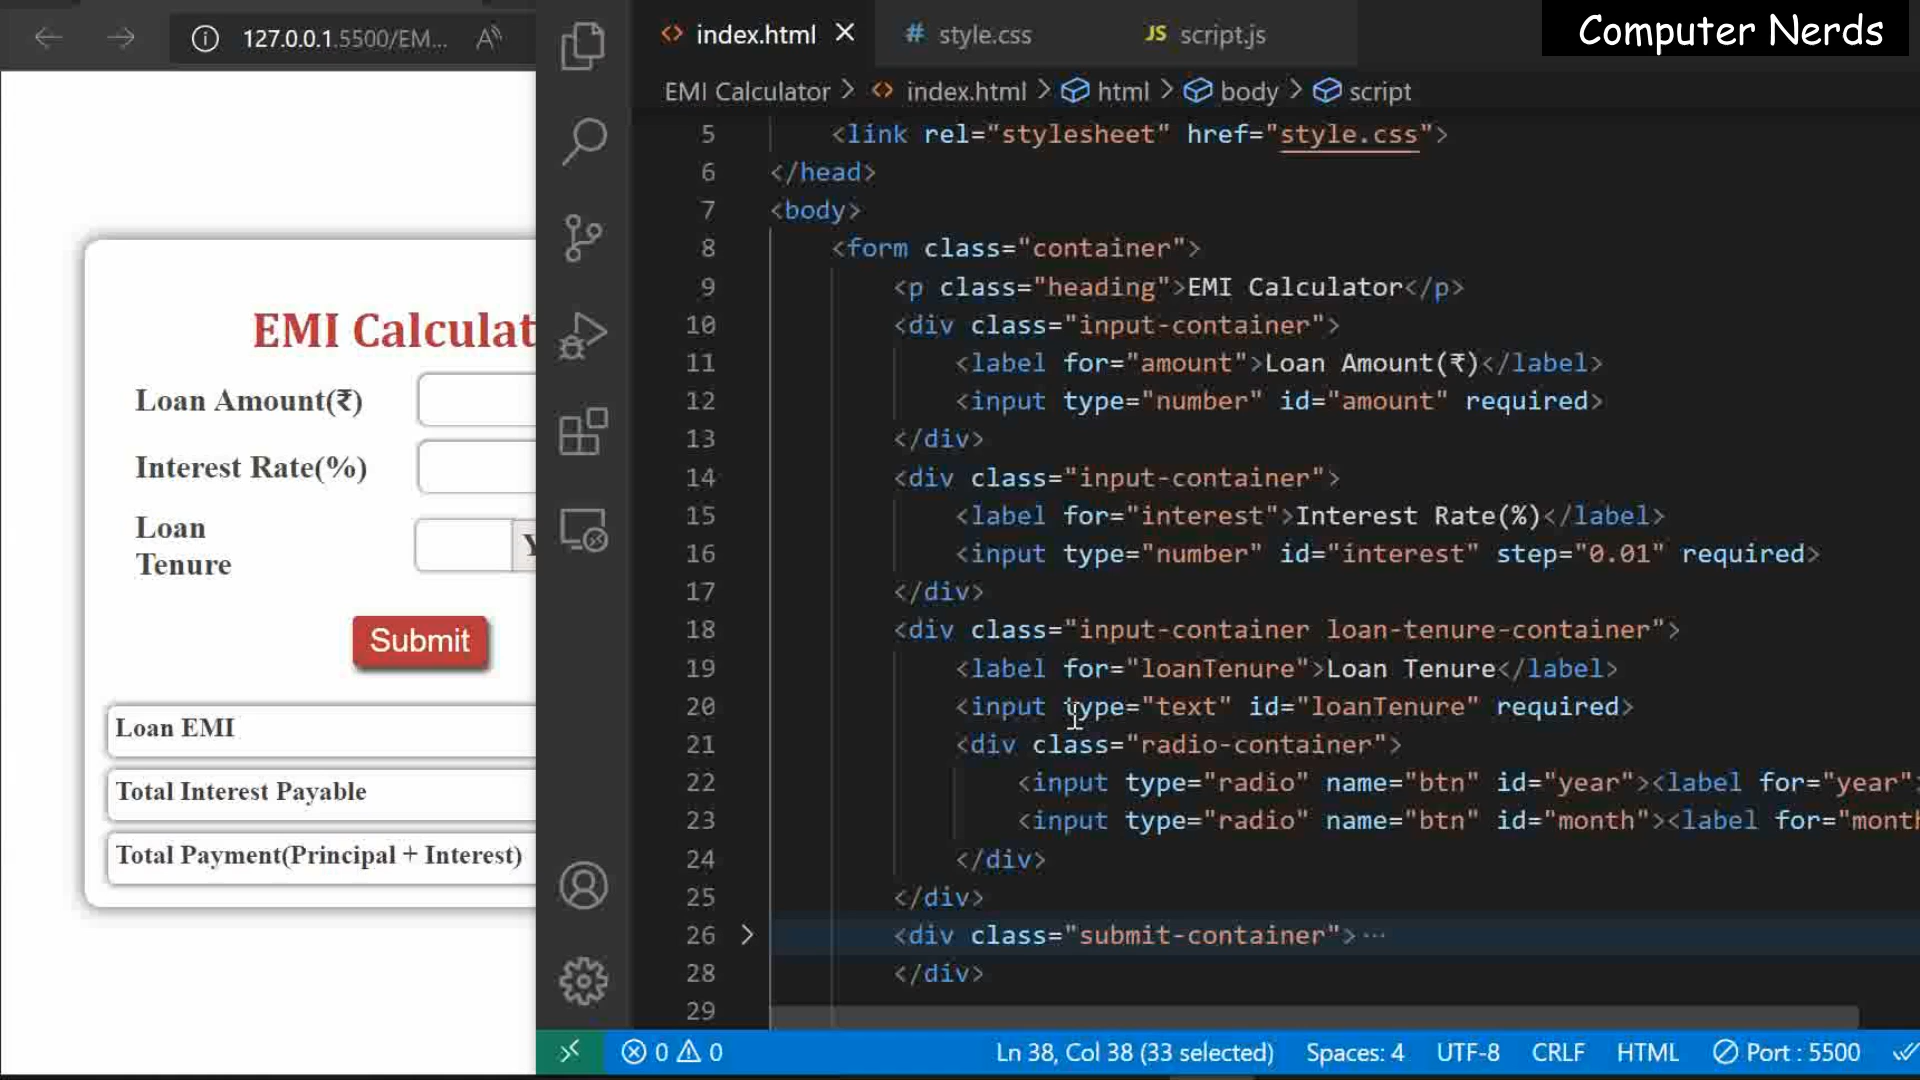 127.0.0.1:5500/EM...
EMI Calculat
Loan Amount(₹)
Interest Rate(%)
Loan
Tenure
Submit
Loan EMI
Total Interest Payable
Total Payment(Principal + Interest)
<> index.html
# style.css
JS script.js
Computer Nerds
EMI Calculator > <> index.html > html > body > script
5 <link rel="stylesheet" href="style.css">
6 </head>
7 <body>
8 <form class="container">
9 <p class="heading">EMI Calculator</p>
10 <div class="input-container">
11 <label for="amount">Loan Amount(₹)</label>
12 <input type="number" id="amount" required>
13 </div>
14 <div class="input-container">
15 <label for="interest">Interest Rate(%)</label>
16 <input type="number" id="interest" step="0.01" required>
17 </div>
18 <div class="input-container loan-tenure-container">
19 <label for="loanTenure">Loan Tenure</label>
20 <input type="text" id="loanTenure" required>
21 <div class="radio-container">
22 <input type="radio" name="btn" id="year"><label for="year"
23 <input type="radio" name="btn" id="month"><label for="month
24 </div>
25 </div>
26 <div class="submit-container">...
28 </div>
29
0 0
Ln 38, Col 38 (33 selected)
Spaces: 4
UTF-8
CRLF
HTML
Port : 5500